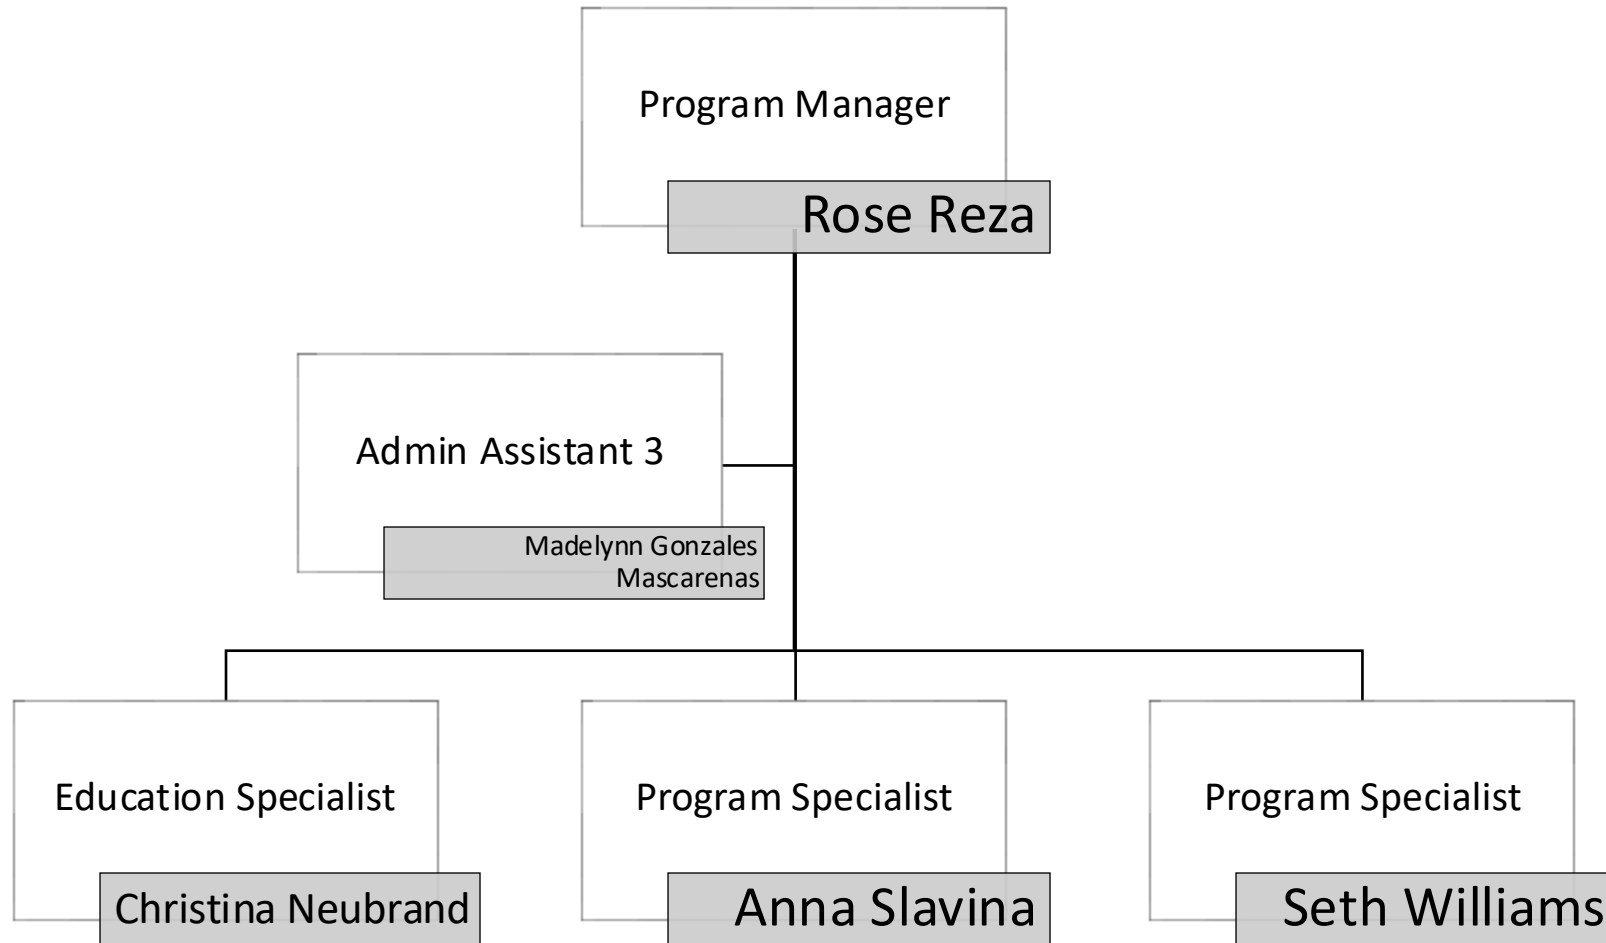 Program Manager
Rose Reza
Admin Assistant 3
Madelynn Gonzales
Mascarenas
Education Specialist
Christina Neubrand
Program Specialist
Anna Slavina
Program Specialist
Seth Williams